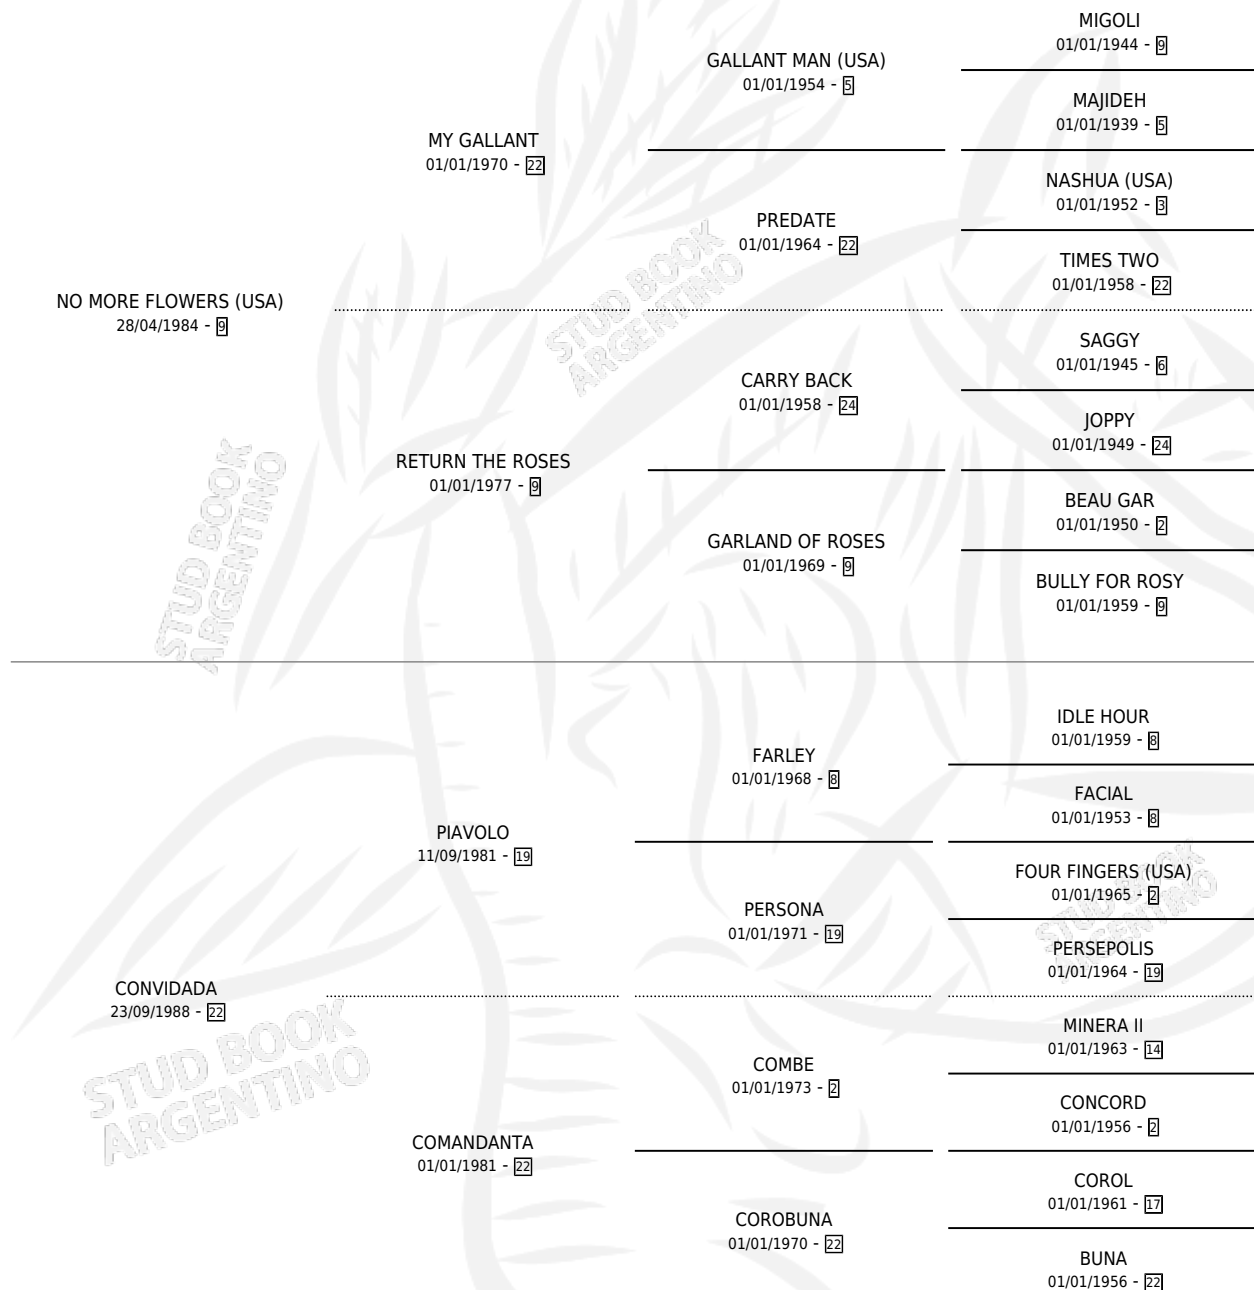 MIGOLI
01/01/1944 - 9
GALLANT MAN (USA)
01/01/1954 - 5
MAJIDEH
01/01/1939 - 5
MY GALLANT
01/01/1970 - 22
NASHUA (USA)
01/01/1952 - 3
PREDATE
01/01/1964 - 22
TIMES TWO
01/01/1958 - 22
NO MORE FLOWERS (USA)
28/04/1984 - 9
SAGGY
01/01/1945 - 6
CARRY BACK
01/01/1958 - 24
JOPPY
01/01/1949 - 24
RETURN THE ROSES
01/01/1977 - 9
BEAU GAR
01/01/1950 - 2
GARLAND OF ROSES
01/01/1969 - 9
BULLY FOR ROSY
01/01/1959 - 9
IDLE HOUR
01/01/1959 - 8
FARLEY
01/01/1968 - 8
FACIAL
01/01/1953 - 8
PIAVOLO
11/09/1981 - 19
FOUR FINGERS (USA)
01/01/1965 - 2
PERSONA
01/01/1971 - 19
PERSEPOLIS
01/01/1964 - 19
CONVIDADA
23/09/1988 - 22
MINERA II
01/01/1963 - 14
COMBE
01/01/1973 - 2
CONCORD
01/01/1956 - 2
COMANDANTA
01/01/1981 - 22
COROL
01/01/1961 - 17
COROBUNA
01/01/1970 - 22
BUNA
01/01/1956 - 22
STUD BOOK
ARGENTINO
STUD BOOK
ARGENTINO
STUD BOOK
ARGENTINO
STUD BOOK
ARGENTINO